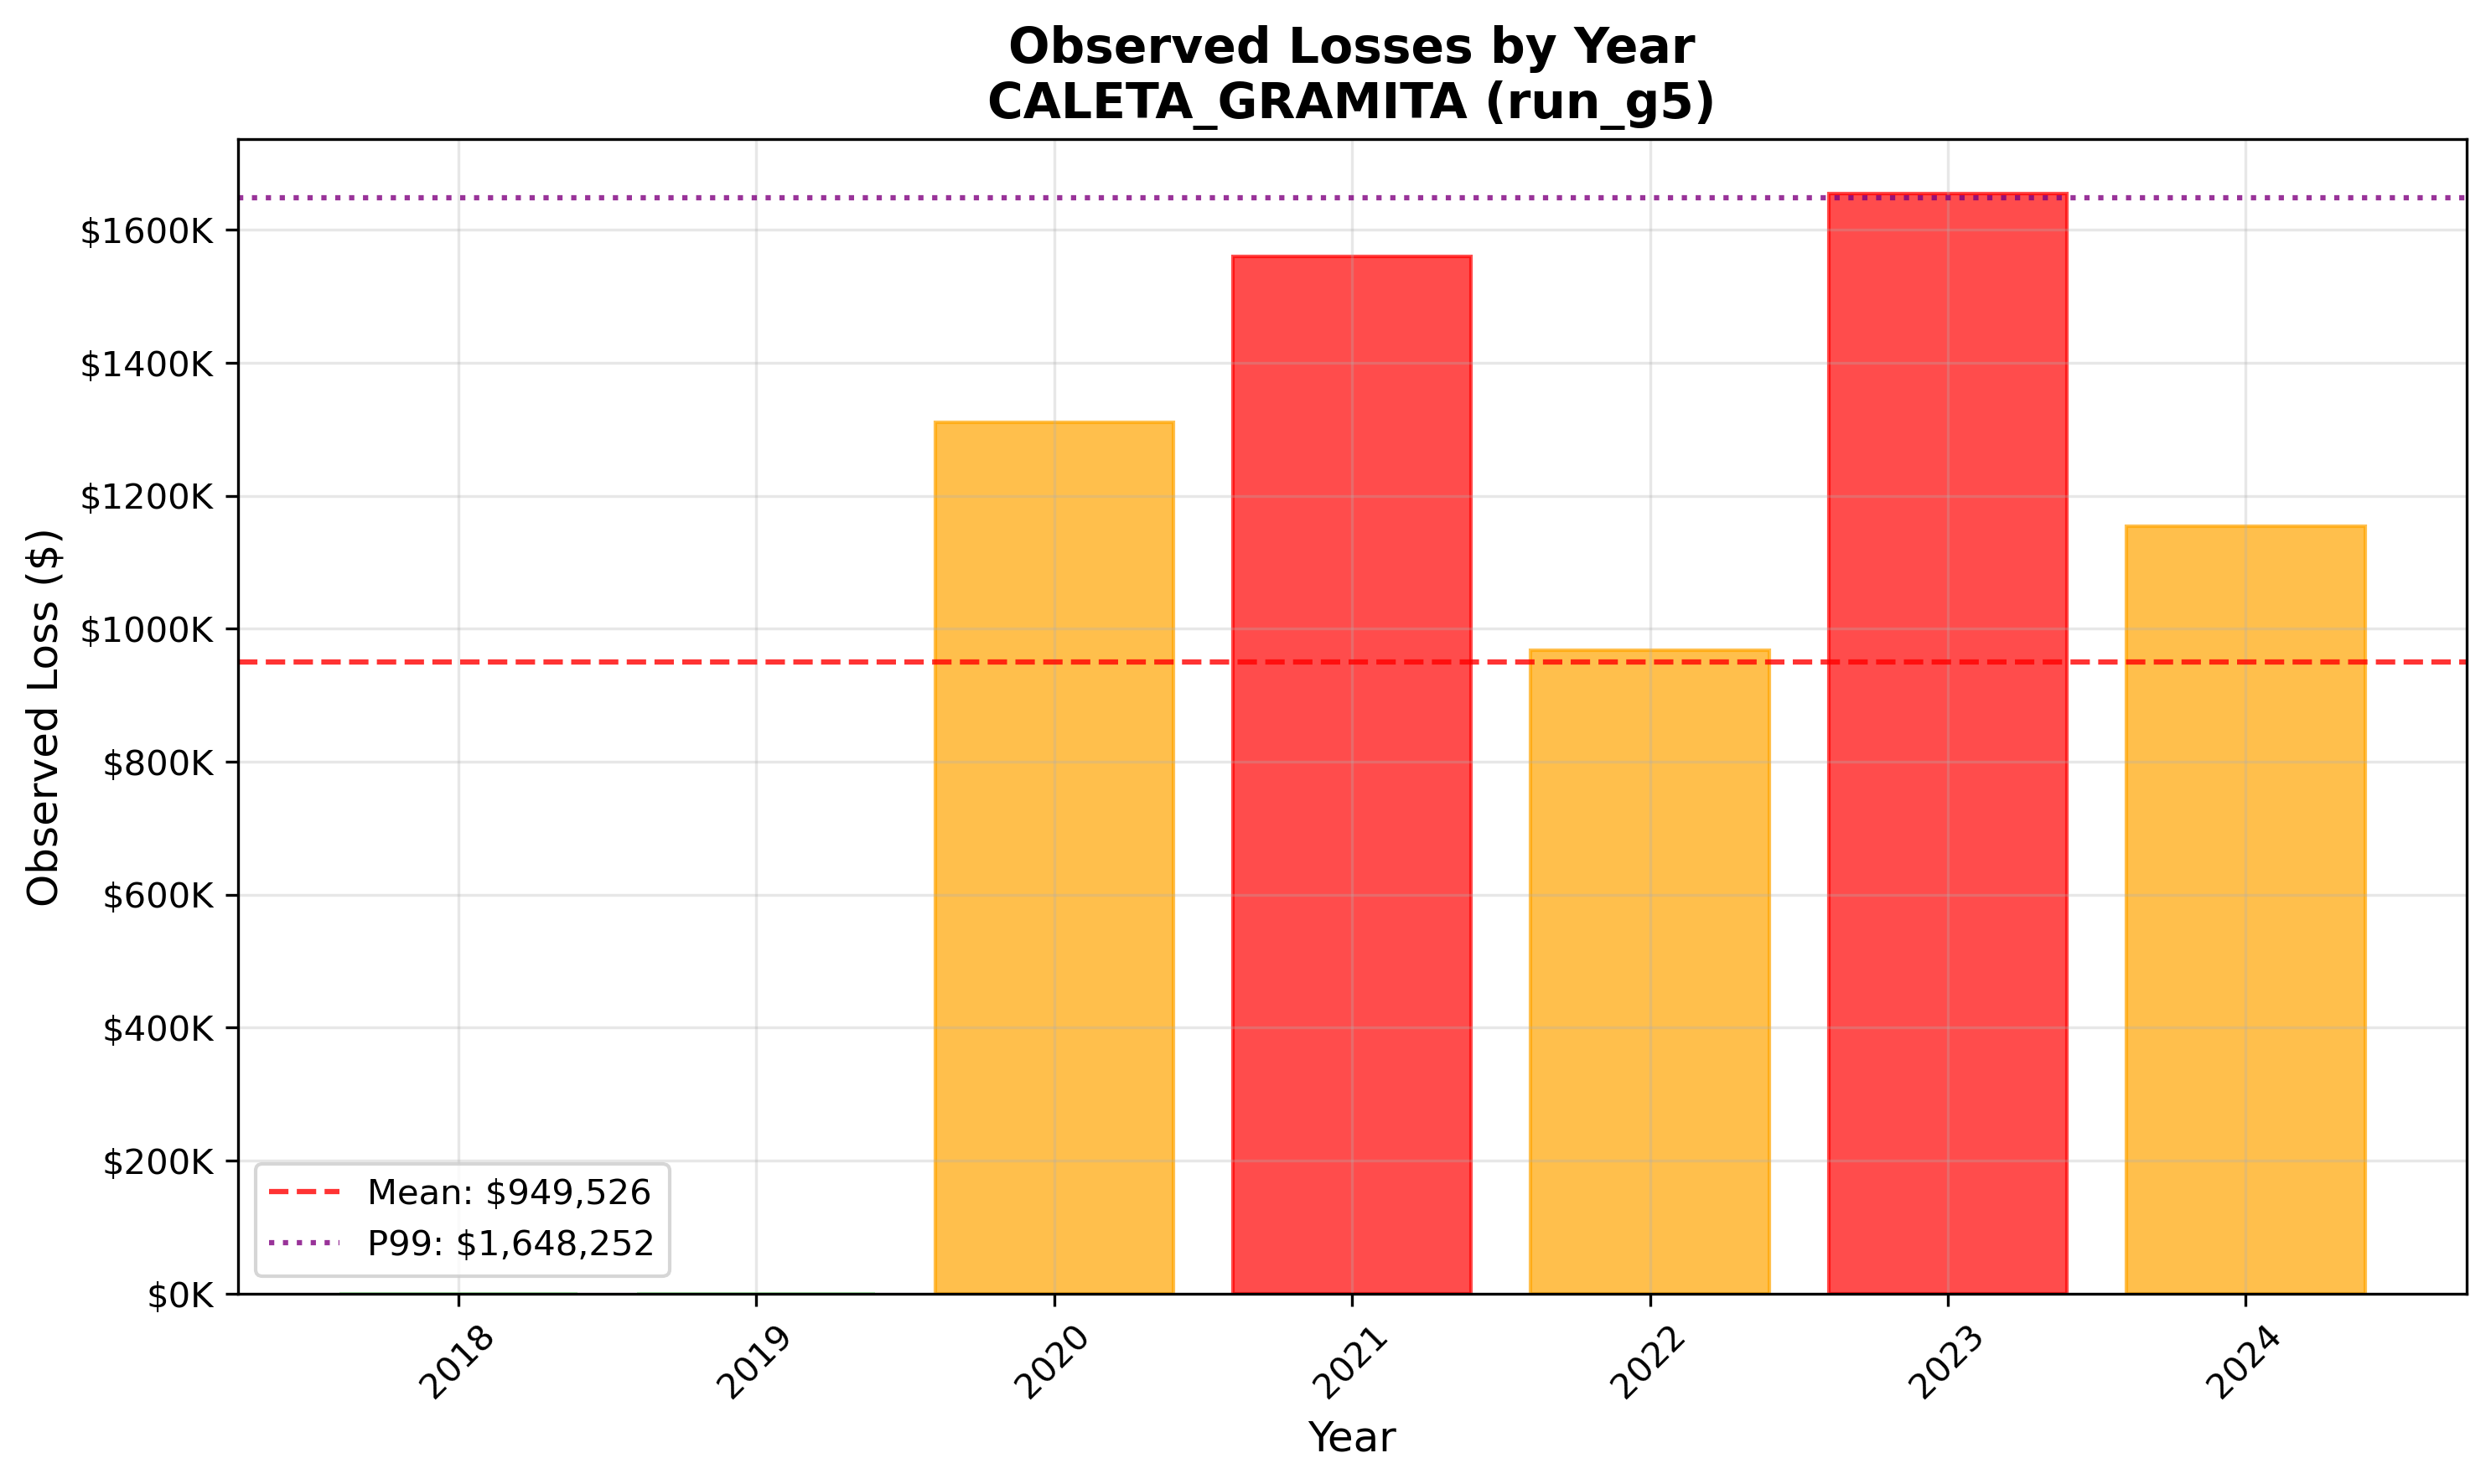 Observed Losses by Year
CALETA_GRAMITA (run_g5)
Observed Loss ($)
$1600K
$1400K
$1200K
$1000K
$800K
$600K
$400K
$200K
$0K
Mean: $949,526
P99: $1,648,252
2018
2019
2020
2021
2022
2023
2024
Year